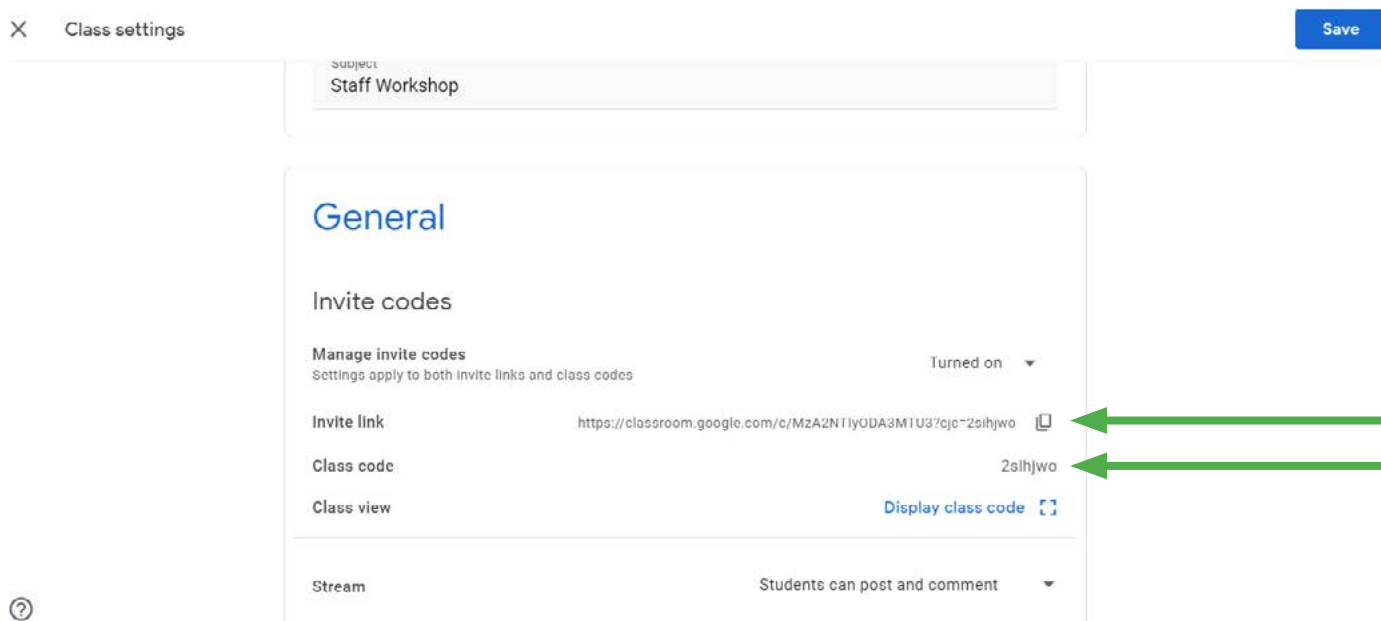 Class settings
Save
Subject
Staff Workshop
General
Invite codes
Manage invite codes
Settings apply to both invite links and class codes
Turned on
Invite link
https://classroom.google.com/c/MzA2NTIyODA3MTU3?cjc=2sihjwo
Class code
2sihjwo
Class view
Display class code
Stream
Students can post and comment
?